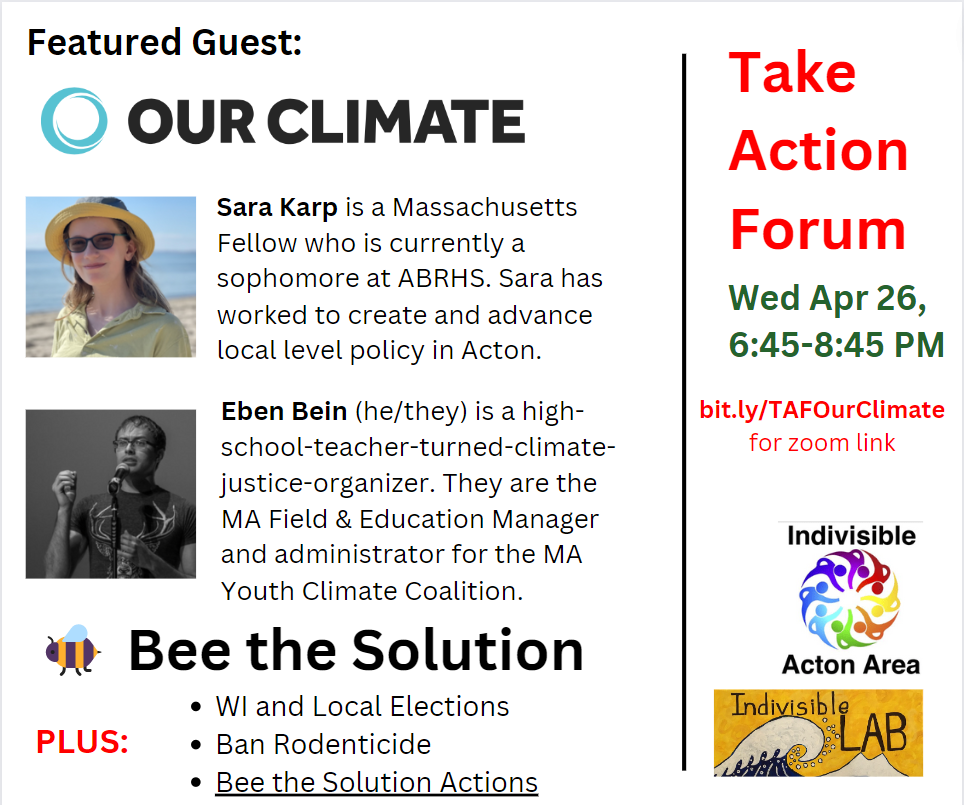 Featured Guest:
OUR CLIMATE
Sara Karp is a Massachusetts
Fellow who is currently a
sophomore at ABRHS. Sara has
worked to create and advance
local level policy in Acton.
Eben Bein (he/they) is a high-
school-teacher-turned-climate-
justice-organizer. They are the
MA Field & Education Manager
and administrator for the MA
Youth Climate Coalition.
Bee the Solution
PLUS:
• WI and Local Elections
• Ban Rodenticide
• Bee the Solution Actions
Take
Action
Forum
Wed Apr 26,
6:45-8:45 PM
bit.ly/TAFOurClimate
for zoom link
Indivisible
Acton Area
Indivisible
LAB